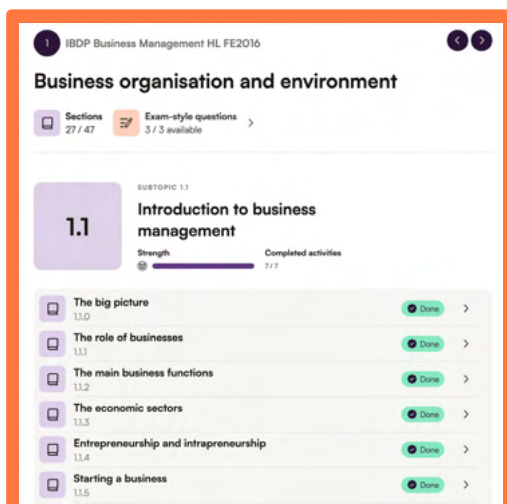 1 IBDP Business Management HL FE2016
Business organisation and environment
Sections
27 / 47
Exam-style questions
3 / 3 available
SUBTOPIC 1.1
1.1
Introduction to business
management
Strength
Completed activities
7/7
The big picture
1.1.0
Done
The role of businesses
1.1.1
Done
The main business functions
1.1.2
Done
The economic sectors
1.1.3
Done
Entrepreneurship and intrapreneurship
1.1.4
Done
Starting a business
1.1.5
Done